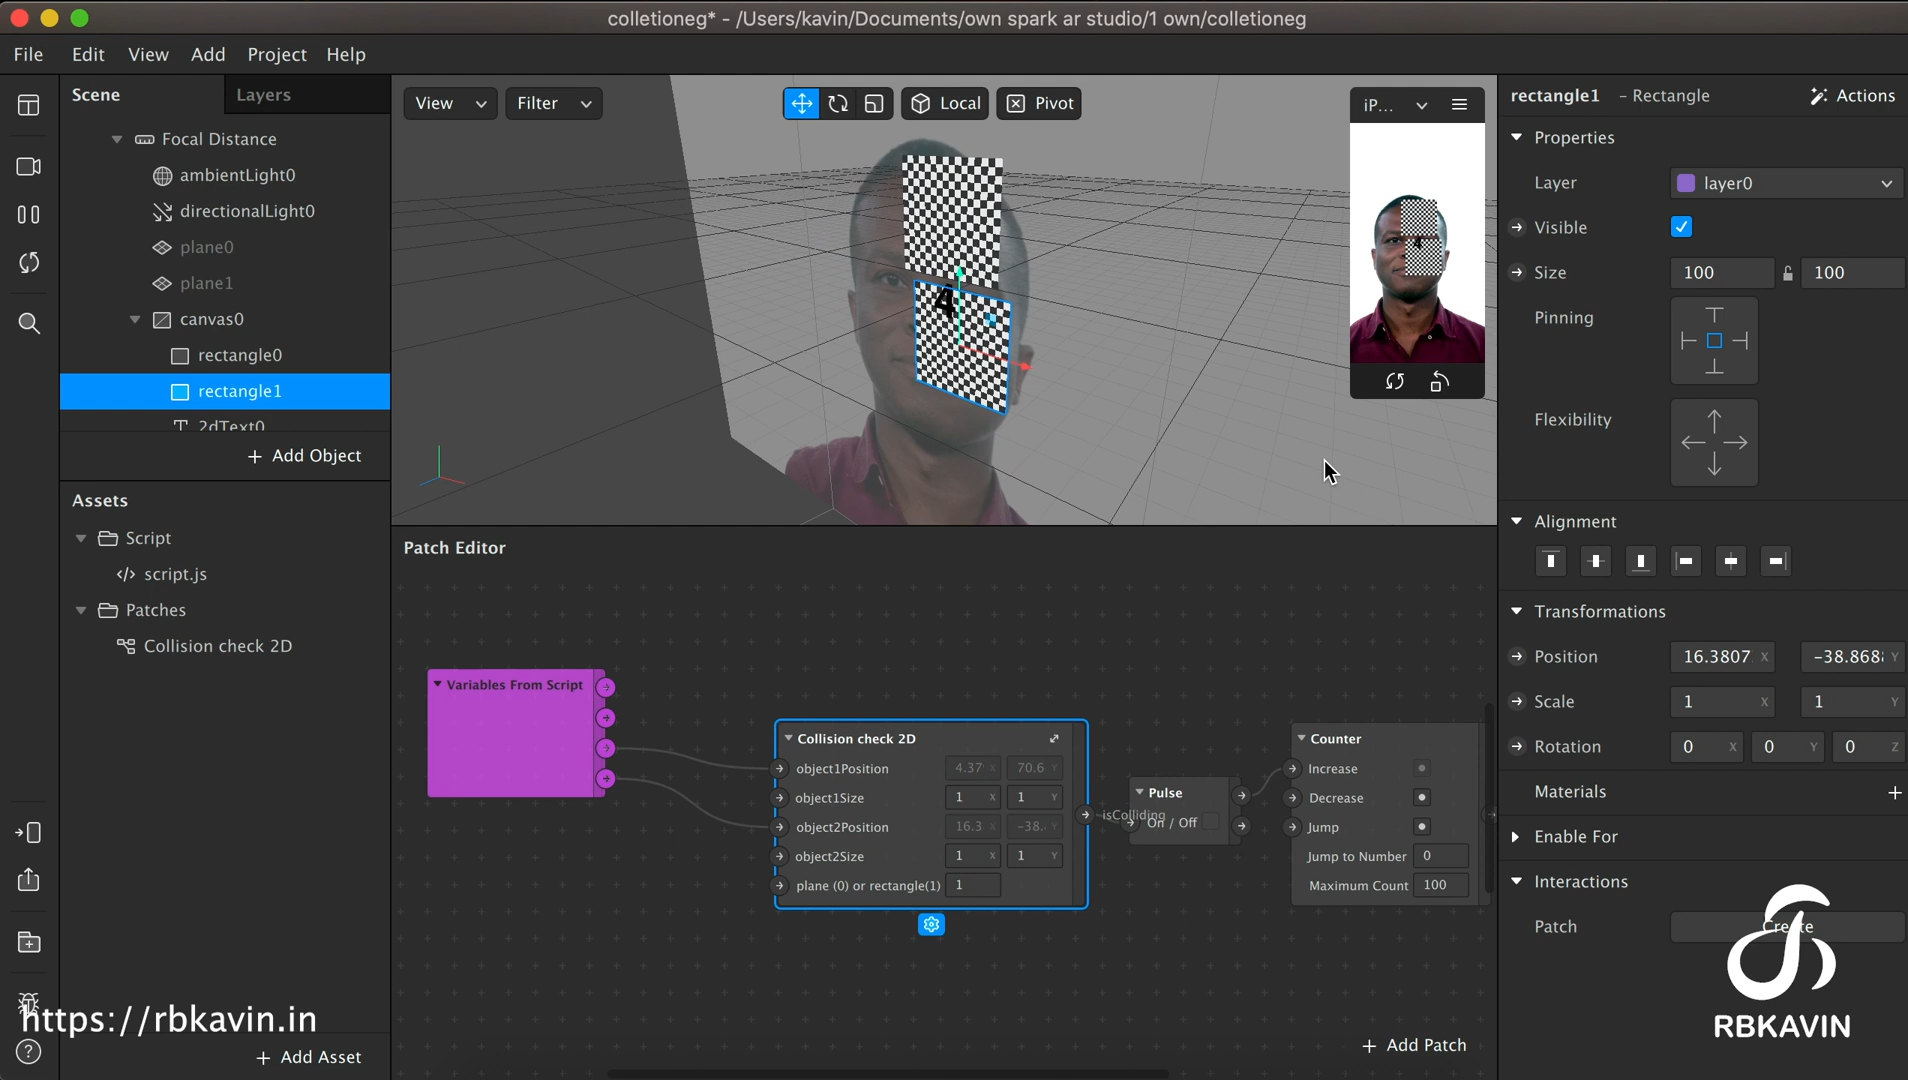 colletioneg* - /Users/kavin/Documents/own spark ar studio/1 own/colletioneg
File Edit View Add Project Help
Scene Layers
Focal Distance
ambientLight0
directionalLight0
plane0
plane1
canvas0
rectangle0
rectangle1
2dText0
+ Add Object
Assets
Script
script.js
Patches
Collision check 2D
+ Add Asset
https://rbkavin.in
View Filter Local Pivot
iP...
4
Patch Editor
Variables From Script
Collision check 2D
object1Position 4.37 X 70.6 Y
object1Size 1 X 1 Y
object2Position 16.3 X -38. Y
object2Size 1 X 1 Y
plane (0) or rectangle(1) 1
isColliding
Pulse
On / Off
Counter
Increase
Decrease
Jump
Jump to Number 0
Maximum Count 100
+ Add Patch
rectangle1 - Rectangle Actions
Properties
Layer layer0
Visible
Size 100 100
Pinning
Flexibility
Alignment
Transformations
Position 16.3807 X -38.868 Y
Scale 1 X 1 Y
Rotation 0 X 0 Y 0 Z
Materials +
Enable For
Interactions
Patch Create
RBKAVIN